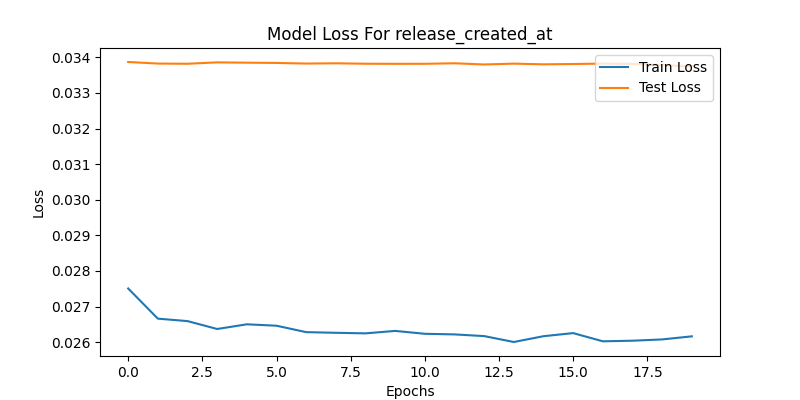 Model Loss For release_created_at
Train Loss
Test Loss
0.034
0.033
0.032
0.031
0.030
0.029
0.028
0.027
0.026
Loss
0.0 2.5 5.0 7.5 10.0 12.5 15.0 17.5
Epochs